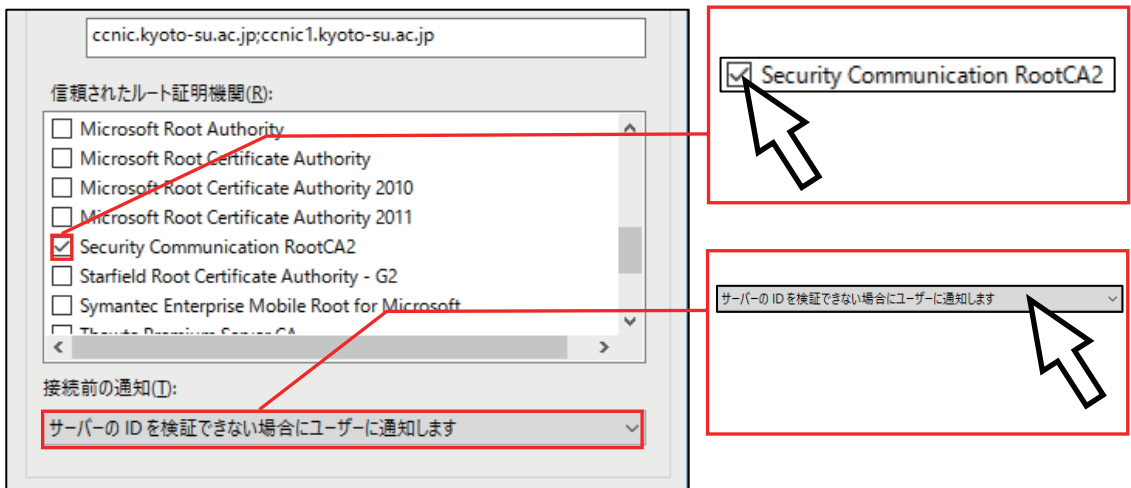 ccnic.kyoto-su.ac.jp;ccnic1.kyoto-su.ac.jp
信頼されたルート証明機関(R):
Microsoft Root Authority
Microsoft Root Certificate Authority
Microsoft Root Certificate Authority 2010
Microsoft Root Certificate Authority 2011
Security Communication RootCA2
Starfield Root Certificate Authority - G2
Symantec Enterprise Mobile Root for Microsoft
Thawte Premium Server CA
接続前の通知(T):
サーバーの ID を検証できない場合にユーザーに通知します
Security Communication RootCA2
サーバーの ID を検証できない場合にユーザーに通知します